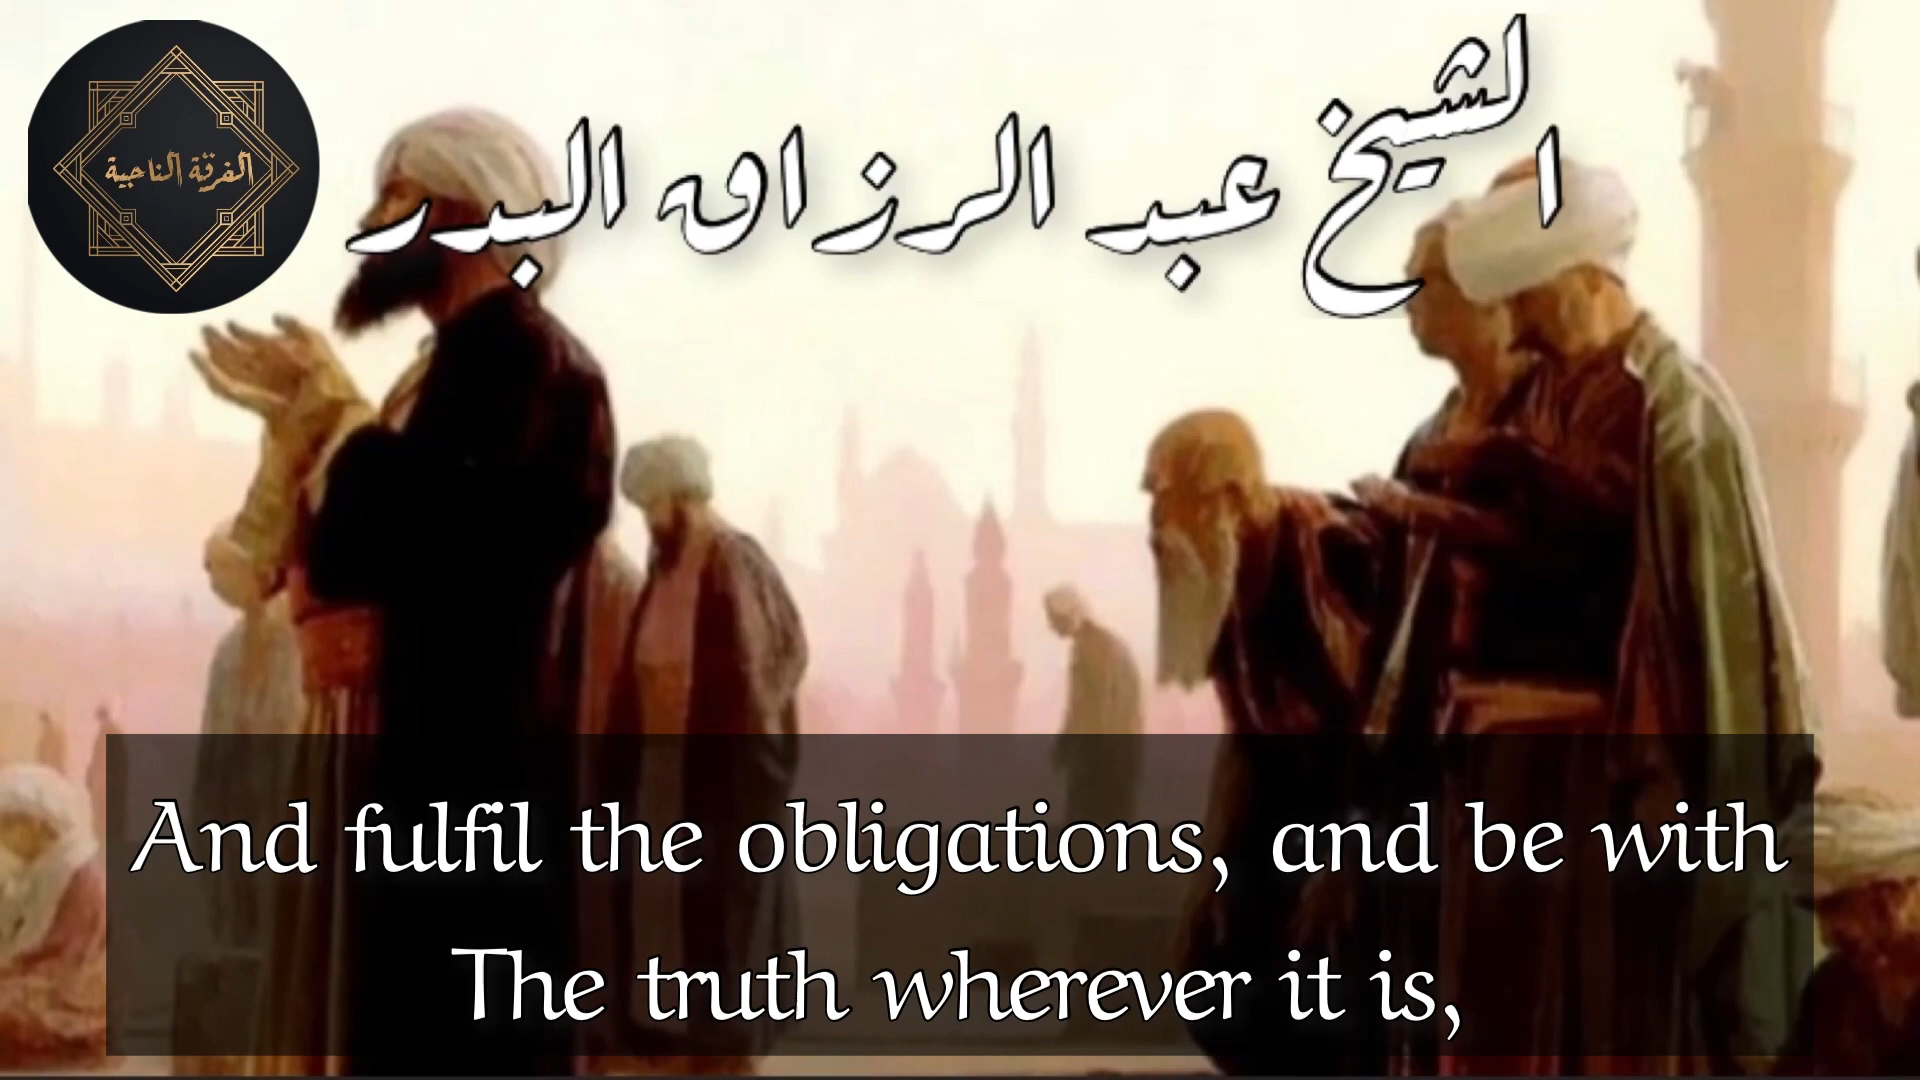 الفرقة الناجية
الشيخ عبد الرزاق البدر
And fulfil the obligations, and be with
The truth wherever it is,